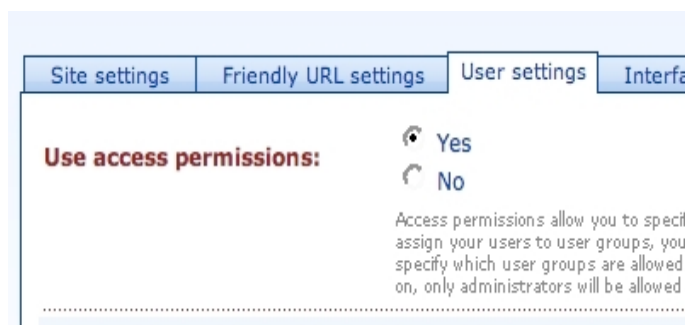 Site settings Friendly URL settings User settings
Use access permissions:
Yes
No
Access permissions allow you to
assign your users to user groups, you
specify which user groups are allowed
on, only administrators will be allowed